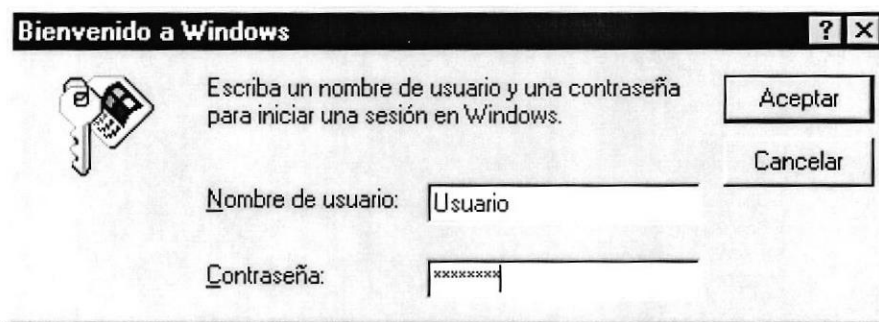 Bienvenido a Windows
Escriba un nombre de usuario y una contraseña
para iniciar una sesión en Windows.
Aceptar
Cancelar
Nombre de usuario: Usuario
Contraseña: xxxxxxxx